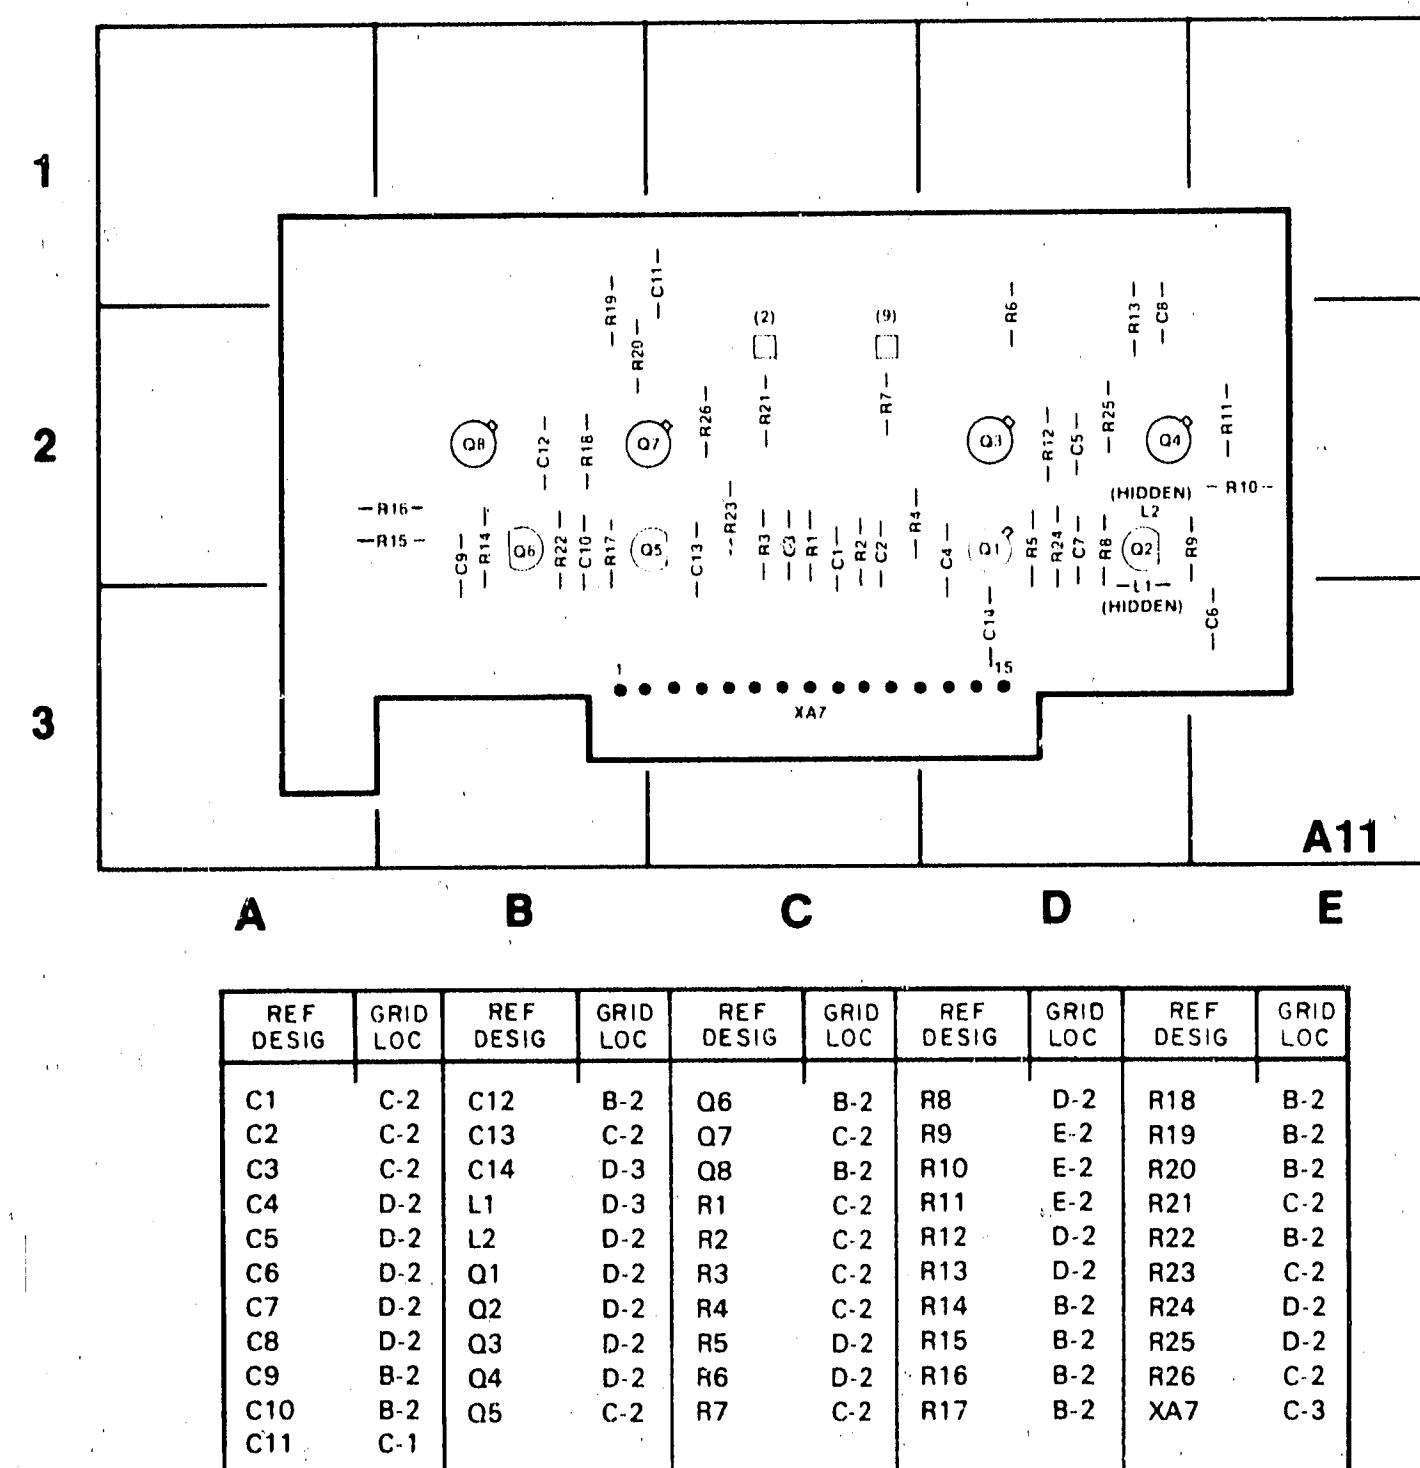 1
C11
R19
R6
R13
C8
(2)
(9)
R20
R21
R7
R26
R25
R11
2
Q8
C12
R18
Q7
Q3
R12
C5
Q4
(HIDDEN)
L2
R10
R16
R15
C9
R14
Q6
R22
C10
R17
Q5
C13
R23
R3
C3
R1
C1
R2
C2
R4
C4
Q1
R5
R24
C7
R8
Q2
R9
L1
(HIDDEN)
C14
C6
1
15
XA7
3
A11
A B C D E
REF DESIG GRID LOC REF DESIG GRID LOC REF DESIG GRID LOC REF DESIG GRID LOC REF DESIG GRID LOC
C1 C-2 C12 B-2 Q6 B-2 R8 D-2 R18 B-2
C2 C-2 C13 C-2 Q7 C-2 R9 E-2 R19 B-2
C3 C-2 C14 D-3 Q8 B-2 R10 E-2 R20 B-2
C4 D-2 L1 D-3 R1 C-2 R11 E-2 R21 C-2
C5 D-2 L2 D-2 R2 C-2 R12 D-2 R22 B-2
C6 D-2 Q1 D-2 R3 C-2 R13 D-2 R23 C-2
C7 D-2 Q2 D-2 R4 C-2 R14 B-2 R24 D-2
C8 D-2 Q3 D-2 R5 D-2 R15 B-2 R25 D-2
C9 B-2 Q4 D-2 R6 D-2 R16 B-2 R26 C-2
C10 B-2 Q5 C-2 R7 C-2 R17 B-2 XA7 C-3
C11 C-1